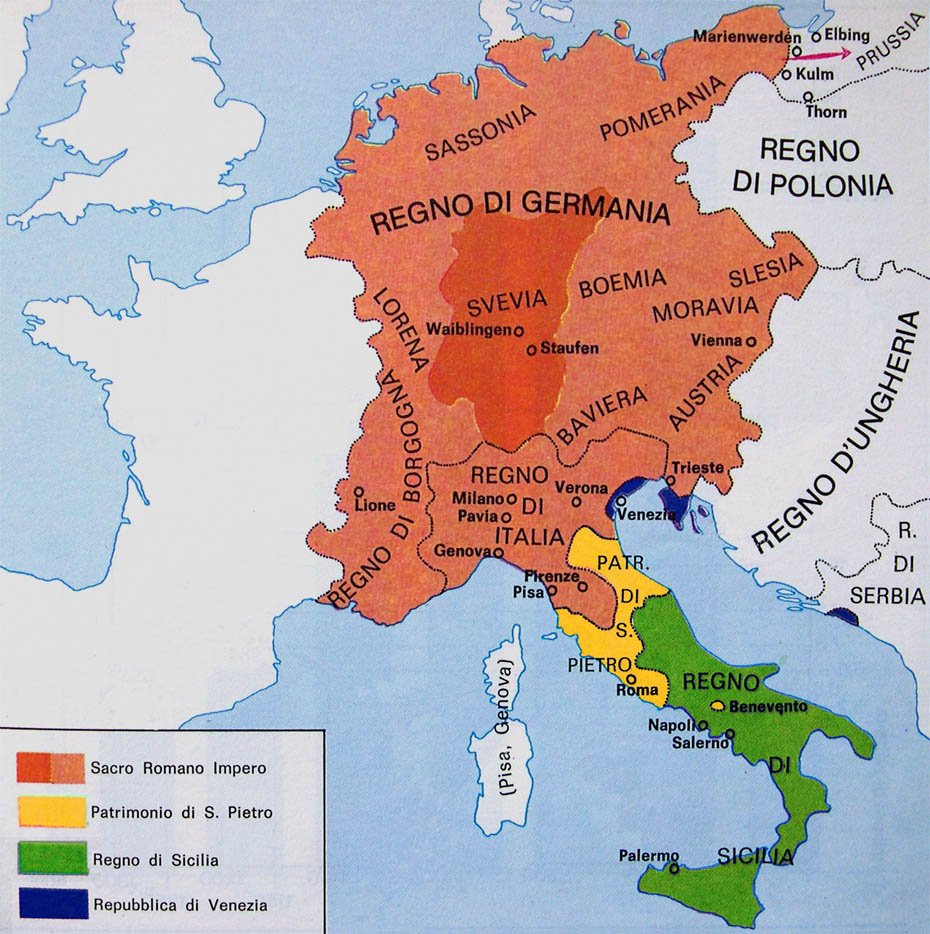 Marienwerden
Elbing
PRUSSIA
Kulm
Thorn
SASSONIA
POMERANIA
REGNO
DI POLONIA
REGNO DI GERMANIA
SVEVIA
BOEMIA
SLESIA
MORAVIA
LORENA
Waiblingen
Staufen
Vienna
AUSTRIA
BAVIERA
REGNO D'UNGHERIA
REGNO DI BORGOGNA
Lione
REGNO
DI
ITALIA
Milano
Pavia
Verona
Trieste
Venezia
Genova
Firenze
Pisa
PATR.
DI
S.
PIETRO
Roma
R.
DI
SERBIA
REGNO
DI
SICILIA
Benevento
Napoli
Salerno
Palermo
(Pisa, Genova)
Sacro Romano Impero
Patrimonio di S. Pietro
Regno di Sicilia
Repubblica di Venezia